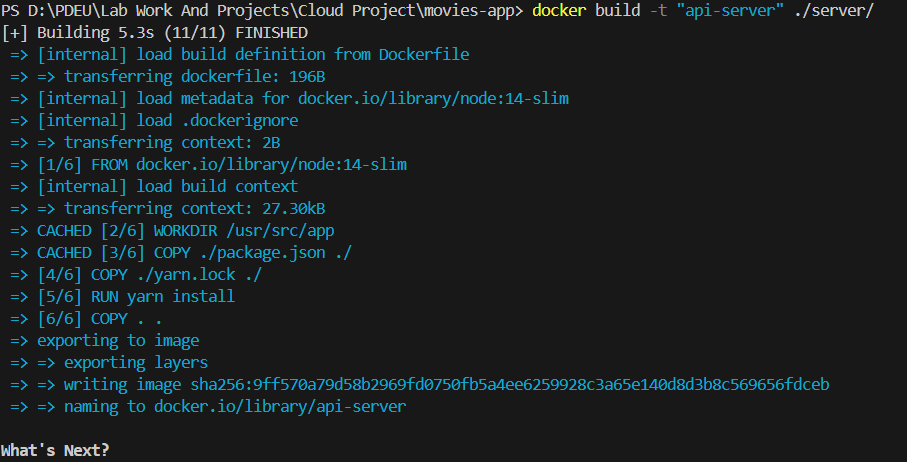 PS D:\PDEU\Lab Work And Projects\Cloud Project\movies-app> docker build -t "api-server" ./server/
[+] Building 5.3s (11/11) FINISHED
=> [internal] load build definition from Dockerfile
=> => transferring dockerfile: 196B
=> [internal] load metadata for docker.io/library/node:14-slim
=> [internal] load .dockerignore
=> => transferring context: 2B
=> [1/6] FROM docker.io/library/node:14-slim
=> [internal] load build context
=> => transferring context: 27.30kB
=> CACHED [2/6] WORKDIR /usr/src/app
=> CACHED [3/6] COPY ./package.json ./
=> [4/6] COPY ./yarn.lock ./
=> [5/6] RUN yarn install
=> [6/6] COPY . .
=> exporting to image
=> => exporting layers
=> => writing image sha256:9ff570a79d58b2969fd0750fb5a4ee6259928c3a65e140d8d3b8c569656fdceb
=> => naming to docker.io/library/api-server
What's Next?